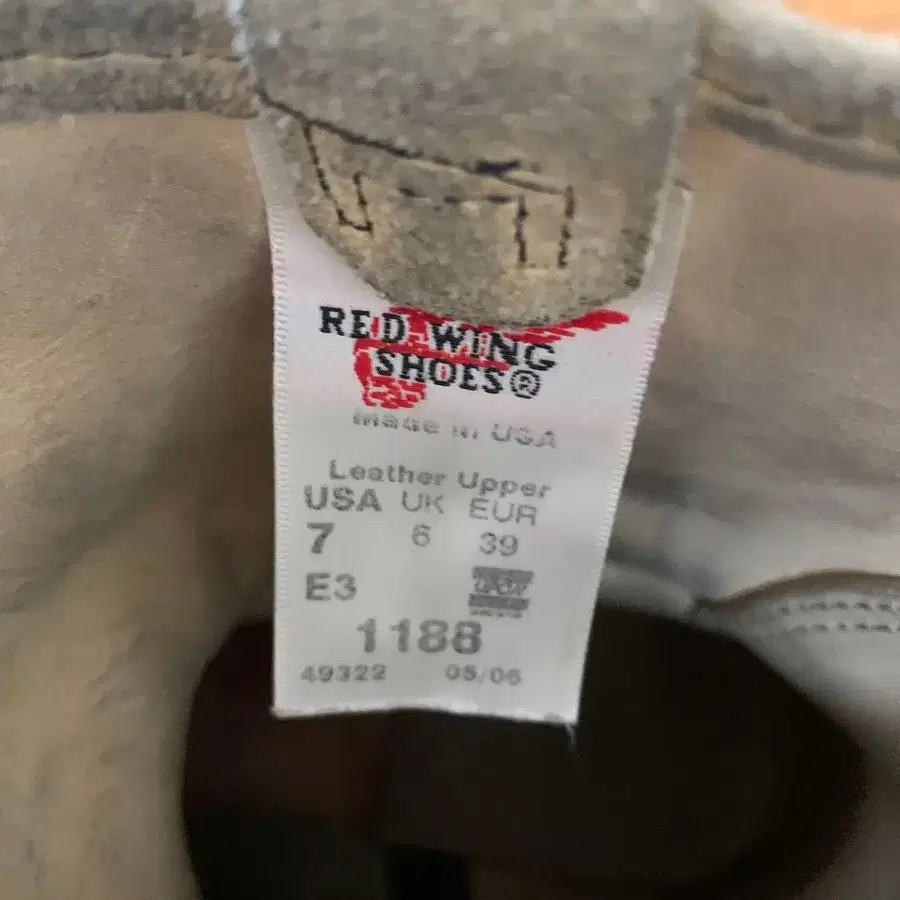 RED WING
SHOES®
Made in USA
Leather Upper
USA UK EUR
7 6 39
E3
1188
49322 05/06